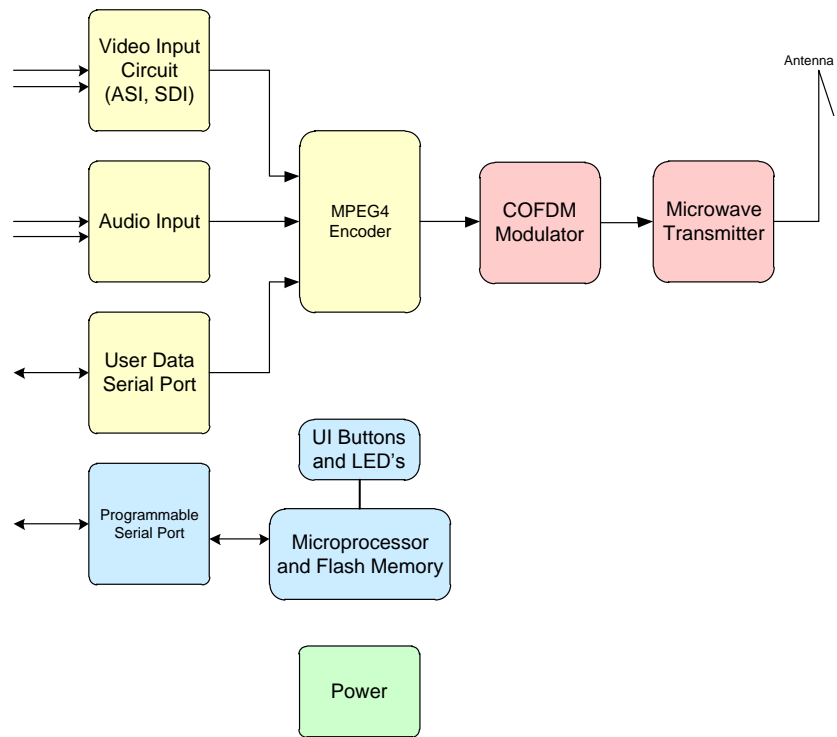 Video Input
Circuit
(ASI, SDI)
Antenna
Audio Input
MPEG4
Encoder
COFDM
Modulator
Microwave
Transmitter
User Data
Serial Port
UI Buttons
and LED's
Programmable
Serial Port
Microprocessor
and Flash Memory
Power